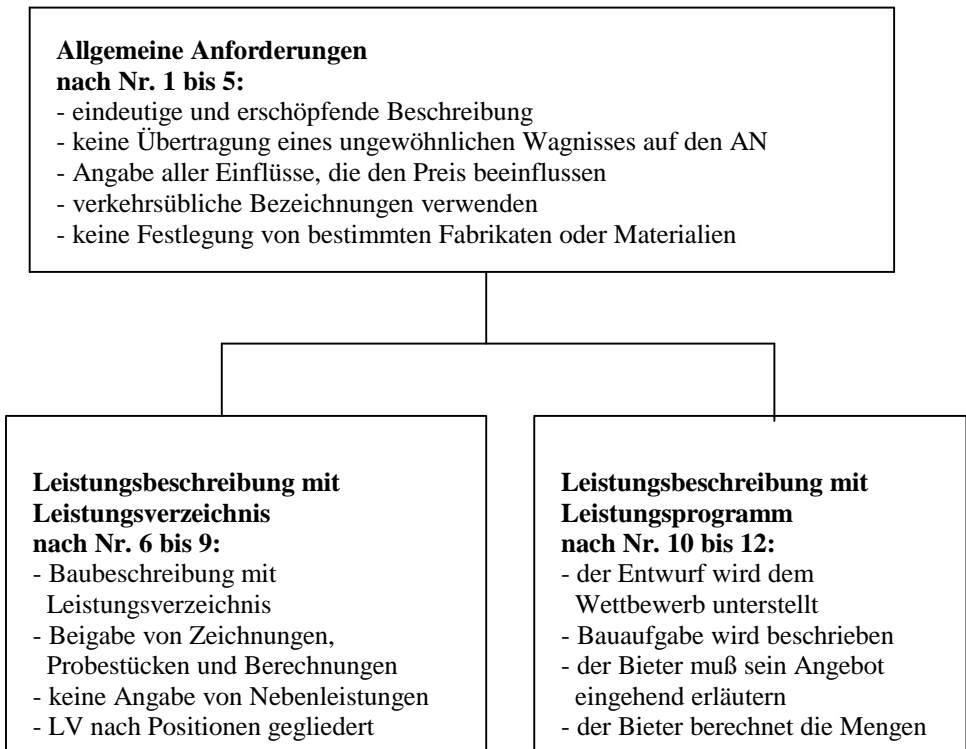 Allgemeine Anforderungen
nach Nr. 1 bis 5:
- eindeutige und erschöpfende Beschreibung
- keine Übertragung eines ungewöhnlichen Wagnisses auf den AN
- Angabe aller Einflüsse, die den Preis beeinflussen
- verkehrsübliche Bezeichnungen verwenden
- keine Festlegung von bestimmten Fabrikaten oder Materialien
Leistungsbeschreibung mit
Leistungsverzeichnis
nach Nr. 6 bis 9:
- Baubeschreibung mit
Leistungsverzeichnis
- Beigabe von Zeichnungen,
Probestücken und Berechnungen
- keine Angabe von Nebenleistungen
- LV nach Positionen gegliedert
Leistungsbeschreibung mit
Leistungsprogramm
nach Nr. 10 bis 12:
- der Entwurf wird dem
Wettbewerb unterstellt
- Bauaufgabe wird beschrieben
- der Bieter muß sein Angebot
eingehend erläutern
- der Bieter berechnet die Mengen